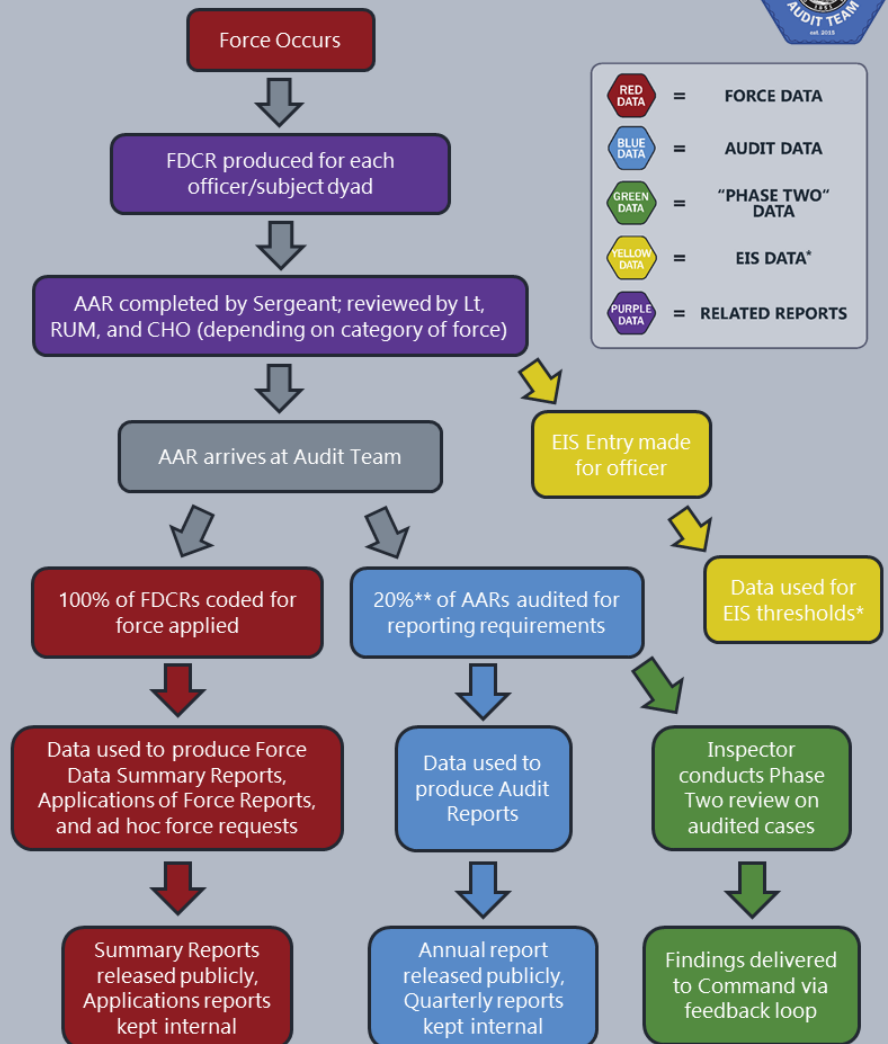 AUDIT TEAM
est. 2015
Force Occurs
RED
DATA
=
FORCE DATA
BLUE
DATA
=
AUDIT DATA
GREEN
DATA
=
"PHASE TWO"
DATA
YELLOW
DATA
=
EIS DATA*
PURPLE
DATA
=
RELATED REPORTS
FDCR produced for each
officer/subject dyad
AAR completed by Sergeant; reviewed by Lt,
RUM, and CHO (depending on category of force)
AAR arrives at Audit Team
EIS Entry made
for officer
100% of FDCRs coded for
force applied
20%** of AARs audited for
reporting requirements
Data used for
EIS thresholds*
Data used to produce Force
Data Summary Reports,
Applications of Force Reports,
and ad hoc force requests
Data used to
produce Audit
Reports
Inspector
conducts Phase
Two review on
audited cases
Summary Reports
released publicly,
Applications reports
kept internal
Annual report
released publicly,
Quarterly reports
kept internal
Findings delivered
to Command via
feedback loop